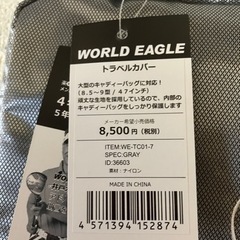 WORLD EAGLE
トラベルカバー
大型のキャディーバッグに対応！
(8.5〜9型 / 47インチ)
頑丈な生地を採用しているので、内部の
キャディーバッグをしっかり保護します
メーカー希望小売価格
8,500円(税別)
ITEM:WE-TC01-7
SPEC:GRAY
ID:36603
素材:ナイロン
MADE IN CHINA
4571394152874